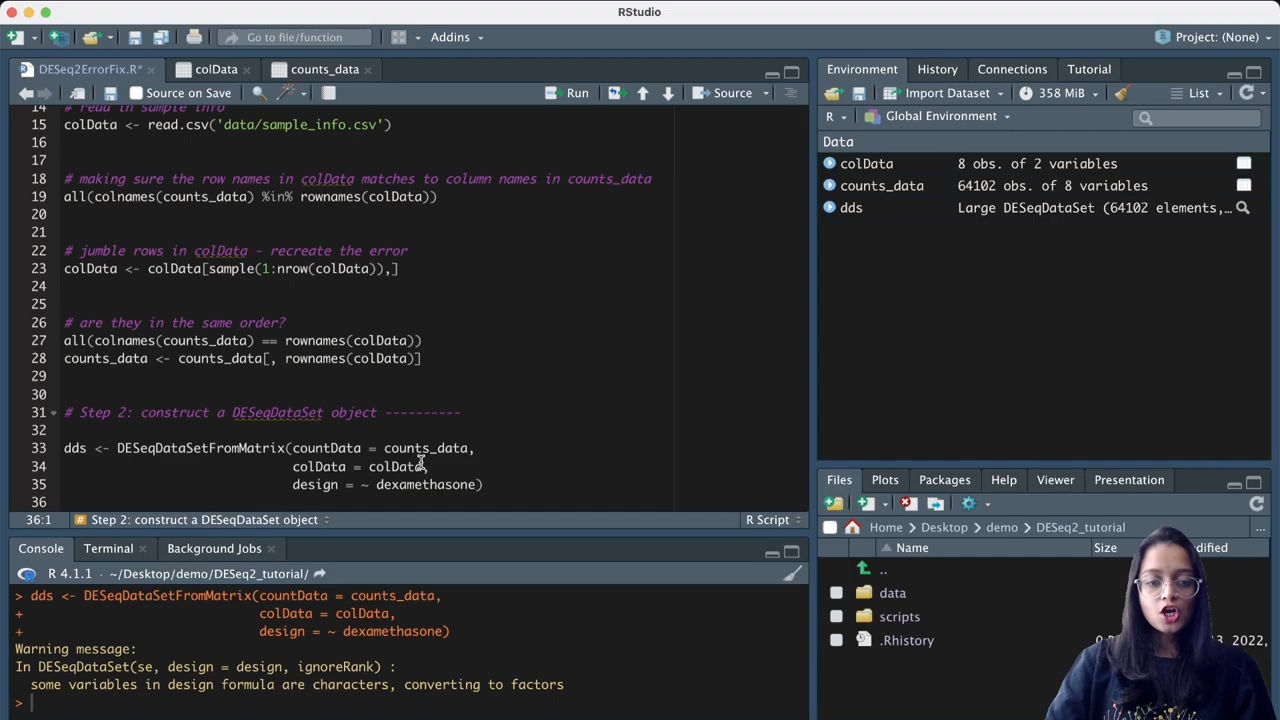 RStudio
Go to file/function
Addins
Project: (None)
DESeq2ErrorFix.R*
colData
counts_data
Source on Save
Run
Source
14 # read in sample info
15 colData <- read.csv('data/sample_info.csv')
16
17
18 # making sure the row names in colData matches to column names in counts_data
19 all(colnames(counts_data) %in% rownames(colData))
20
21
22 # jumble rows in colData - recreate the error
23 colData <- colData[sample(1:nrow(colData)),]
24
25
26 # are they in the same order?
27 all(colnames(counts_data) == rownames(colData))
28 counts_data <- counts_data[, rownames(colData)]
29
30
31 # Step 2: construct a DESeqDataSet object ----------
32
33 dds <- DESeqDataSetFromMatrix(countData = counts_data,
34 colData = colData,
35 design = ~ dexamethasone)
36
36:1 # Step 2: construct a DESeqDataSet object
R Script
Console
Terminal
Background Jobs
R 4.1.1 · ~/Desktop/demo/DESeq2_tutorial/
> dds <- DESeqDataSetFromMatrix(countData = counts_data,
+ colData = colData,
+ design = ~ dexamethasone)
Warning message:
In DESeqDataSet(se, design = design, ignoreRank) :
some variables in design formula are characters, converting to factors
>
Environment
History
Connections
Tutorial
Import Dataset
358 MiB
List
R
Global Environment
Data
colData 8 obs. of 2 variables
counts_data 64102 obs. of 8 variables
dds Large DESeqDataSet (64102 elements,…
Files
Plots
Packages
Help
Viewer
Presentation
Home
Desktop
demo
DESeq2_tutorial
...
Name
Size
..
data
scripts
.Rhistory
2022,